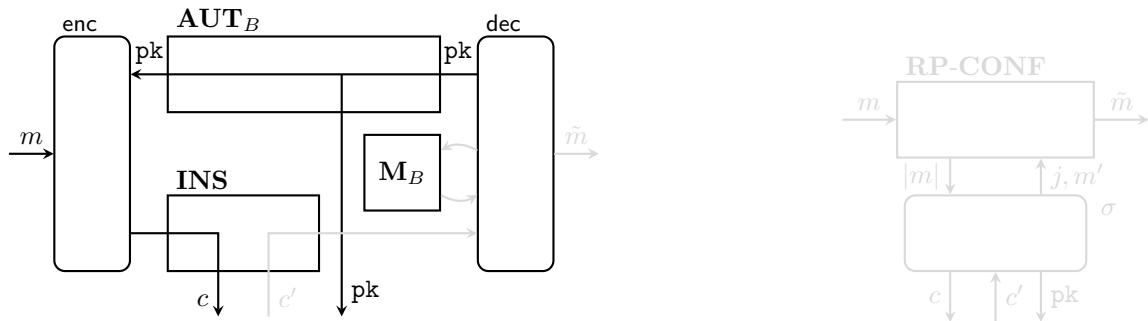 enc
AUT_B
dec
pk
pk
m
m̃
M_B
INS
c
c′
pk
RP-CONF
m
m̃
|m|
j, m′
σ
c
c′
pk